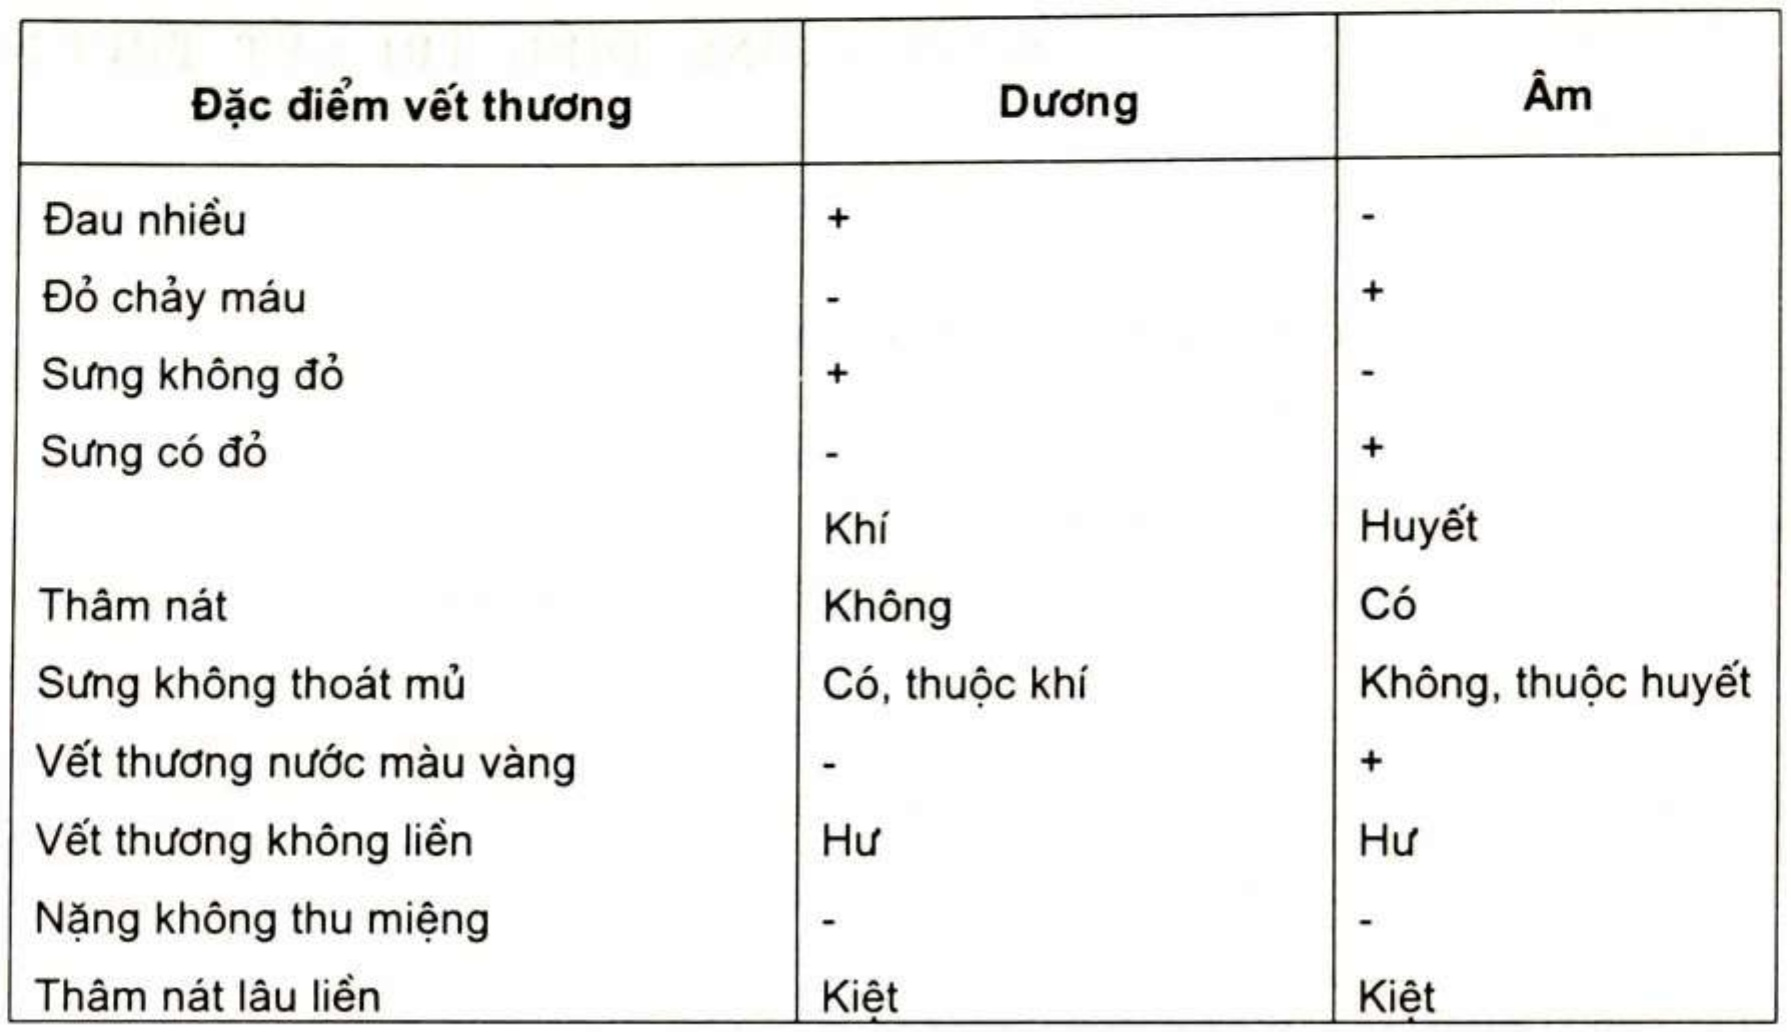 Đặc điểm vết thương Dương Âm
Đau nhiều + -
Đỏ chảy máu - +
Sưng không đỏ + -
Sưng có đỏ - +
Khí Huyết
Thâm nát Không Có
Sưng không thoát mủ Có, thuộc khí Không, thuộc huyết
Vết thương nước màu vàng - +
Vết thương không liền Hư Hư
Nặng không thu miệng - -
Thâm nát lâu liền Kiệt Kiệt